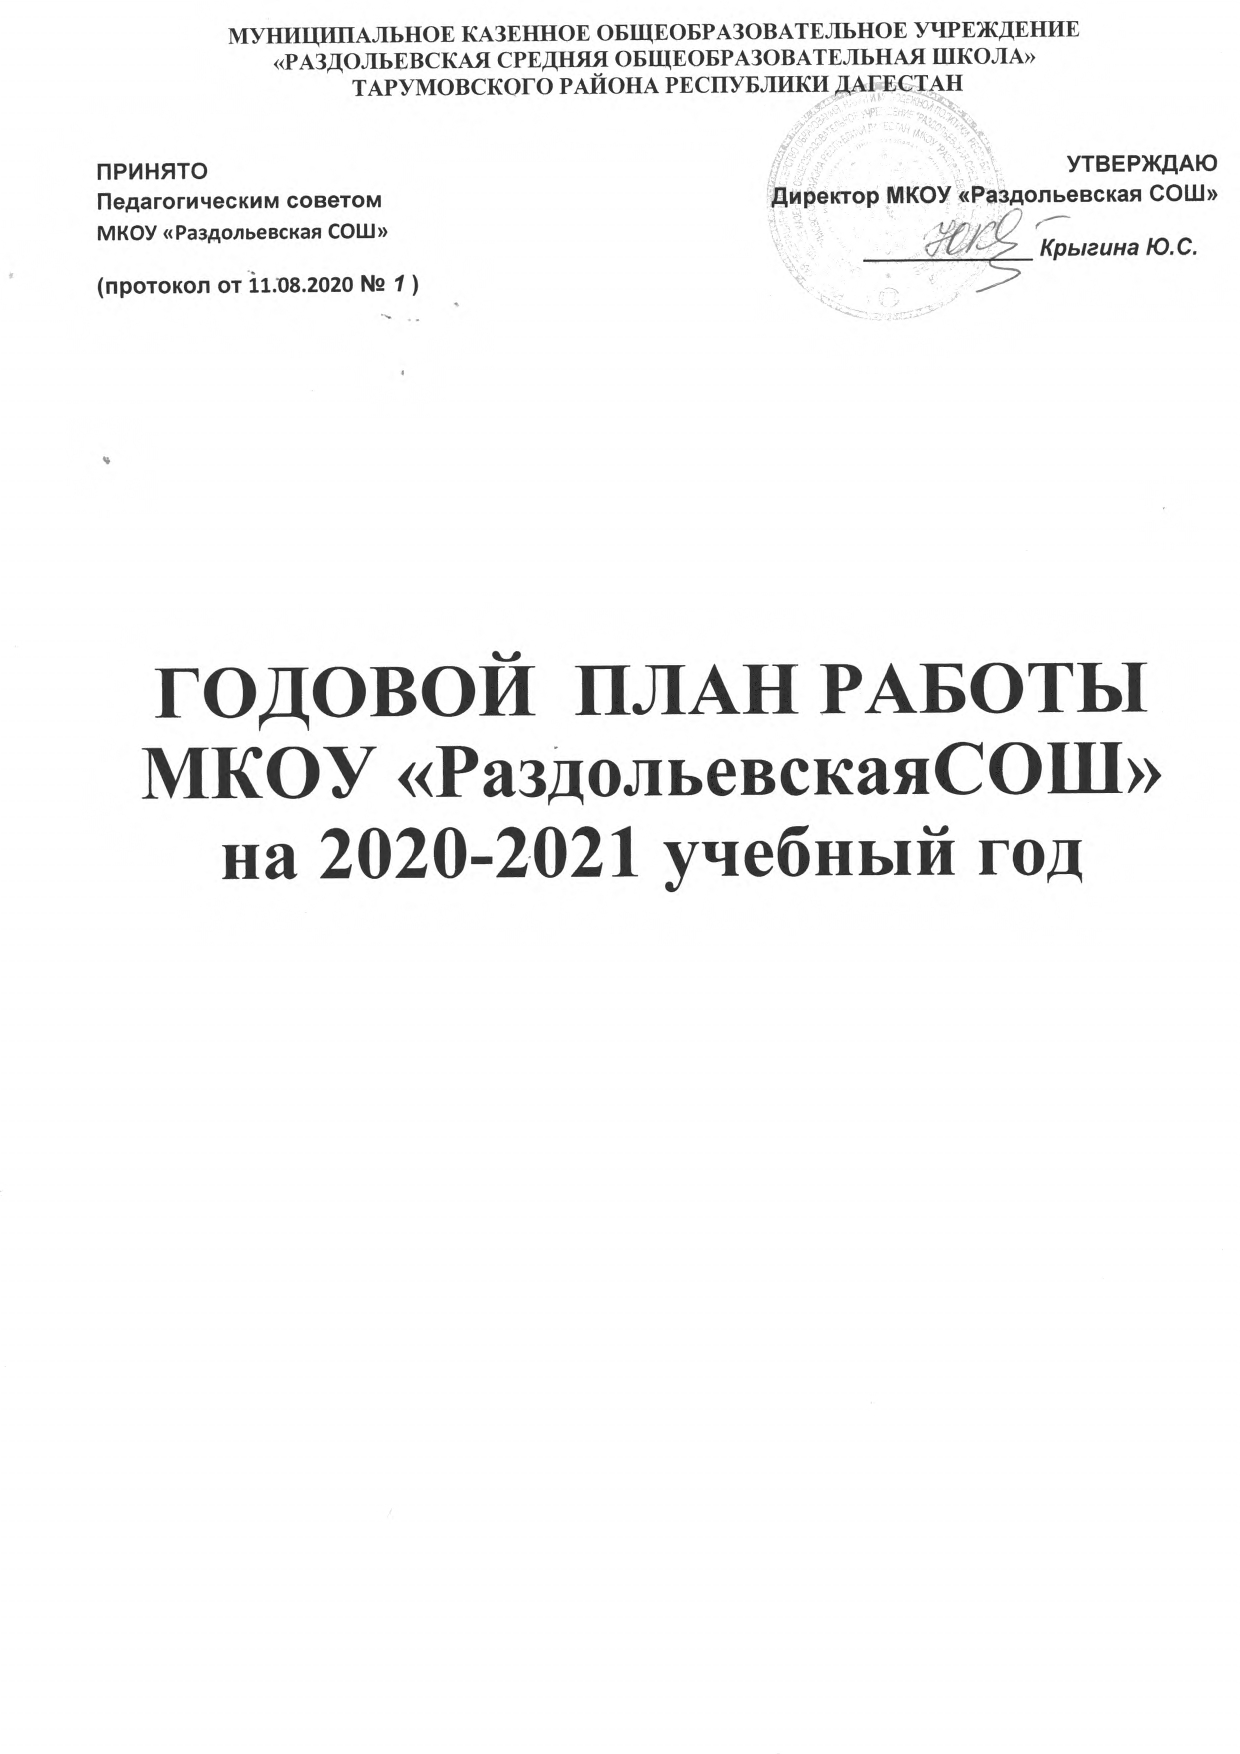 МУНИЦИПАЛЬНОЕ КАЗЕННОЕ ОБЩЕОБРАЗОВАТЕЛЬНОЕ УЧРЕЖДЕНИЕ
«РАЗДОЛЬЕВСКАЯ СРЕДНЯЯ ОБЩЕОБРАЗОВАТЕЛЬНАЯ ШКОЛА»
ТАРУМОВСКОГО РАЙОНА РЕСПУБЛИКИ ДАГЕСТАН
ПРИНЯТО
Педагогическим советом
МКОУ «Раздольевская СОШ»
(протокол от 11.08.2020 № 1 )
УТВЕРЖДАЮ
Директор МКОУ «Раздольевская СОШ»
Крыгина Ю.С.
ГОДОВОЙ ПЛАН РАБОТЫ
МКОУ «РаздольевскаяСОШ»
на 2020-2021 учебный год